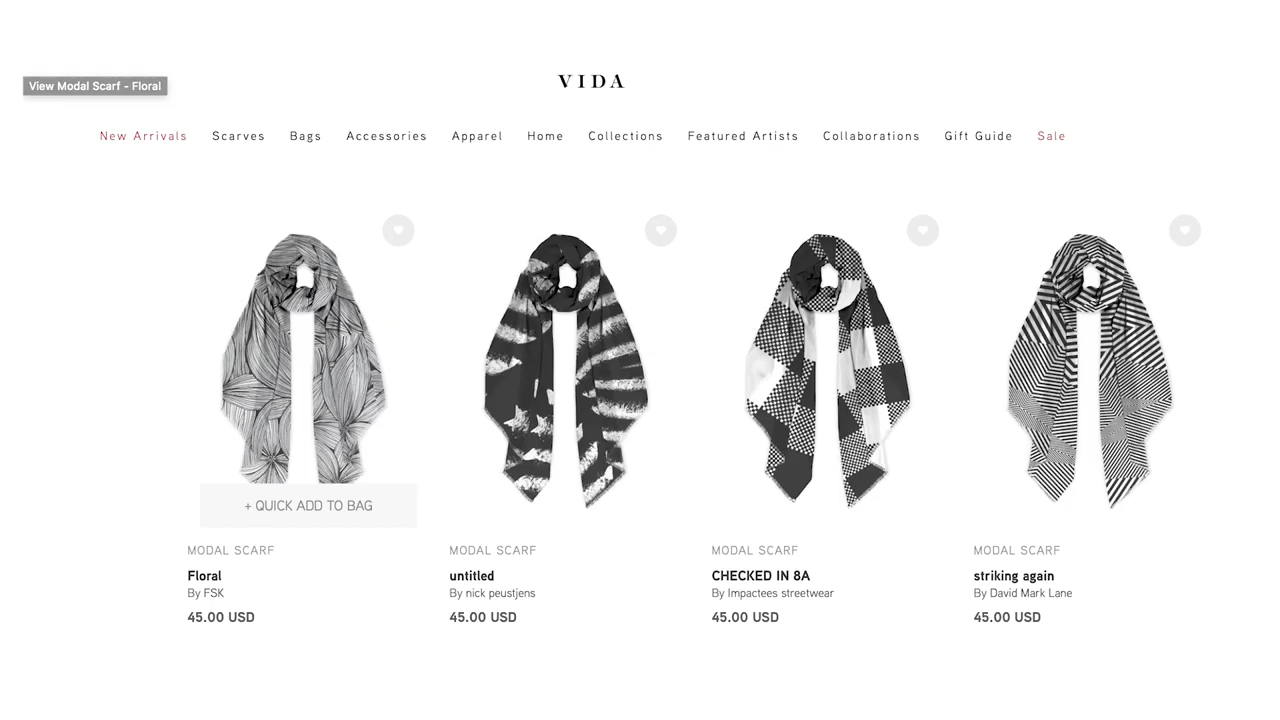 View Modal Scarf - Floral
VIDA
New Arrivals Scarves Bags Accessories Apparel Home Collections Featured Artists Collaborations Gift Guide Sale
+ QUICK ADD TO BAG
MODAL SCARF MODAL SCARF MODAL SCARF MODAL SCARF
Floral untitled CHECKED IN 8A striking again
By FSK By nick peustjens By Impactees streetwear By David Mark Lane
45.00 USD 45.00 USD 45.00 USD 45.00 USD